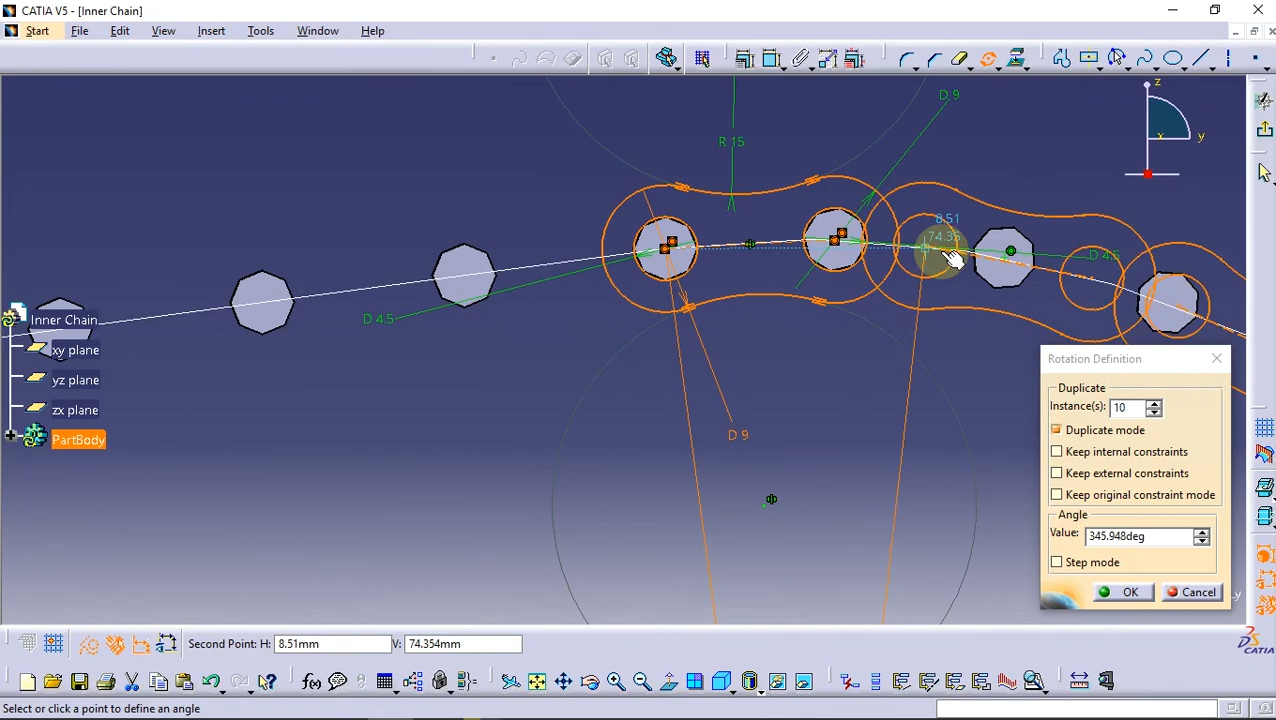 CATIA V5 - [Inner Chain]
Start File Edit View Insert Tools Window Help
z
x
y
D 9
R 15
8.51
74.35
D 4.5
D 4.5
D 9
Inner Chain
xy plane
yz plane
zx plane
PartBody
Rotation Definition
Duplicate
Instance(s): 10
Duplicate mode
Keep internal constraints
Keep external constraints
Keep original constraint mode
Angle
Value: 345.948deg
Step mode
OK Cancel
y
Second Point: H: 8.51mm V: 74.354mm
f(x)
CATIA
Select or click a point to define an angle